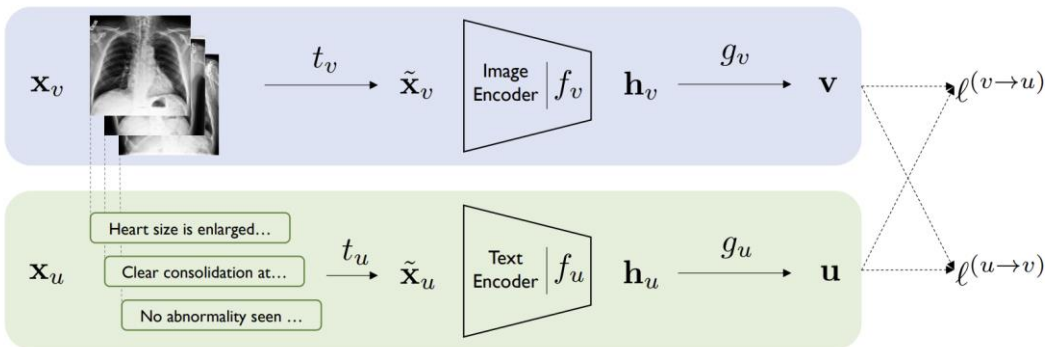 x_v t_v x̃_v Image Encoder f_v h_v g_v v ℓ^(v→u)
Heart size is enlarged…
x_u Clear consolidation at… t_u x̃_u Text Encoder f_u h_u g_u u ℓ^(u→v)
No abnormality seen …